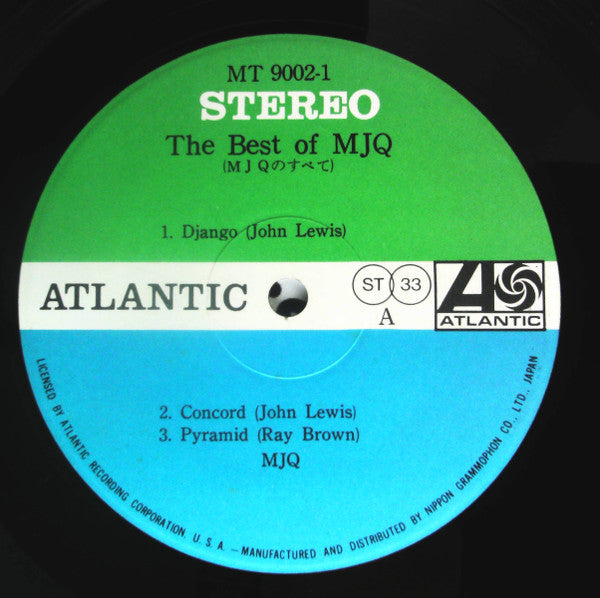 MT 9002-1
STEREO
The Best of MJQ
(MJQのすべて)
1. Django (John Lewis)
ATLANTIC
ST 33
A
ATLANTIC
2. Concord (John Lewis)
3. Pyramid (Ray Brown)
MJQ
LICENSED BY ATLANTIC RECORDING CORPORATION, U. S. A. — MANUFACTURED AND DISTRIBUTED BY NIPPON GRAMMOPHON CO., LTD., JAPAN